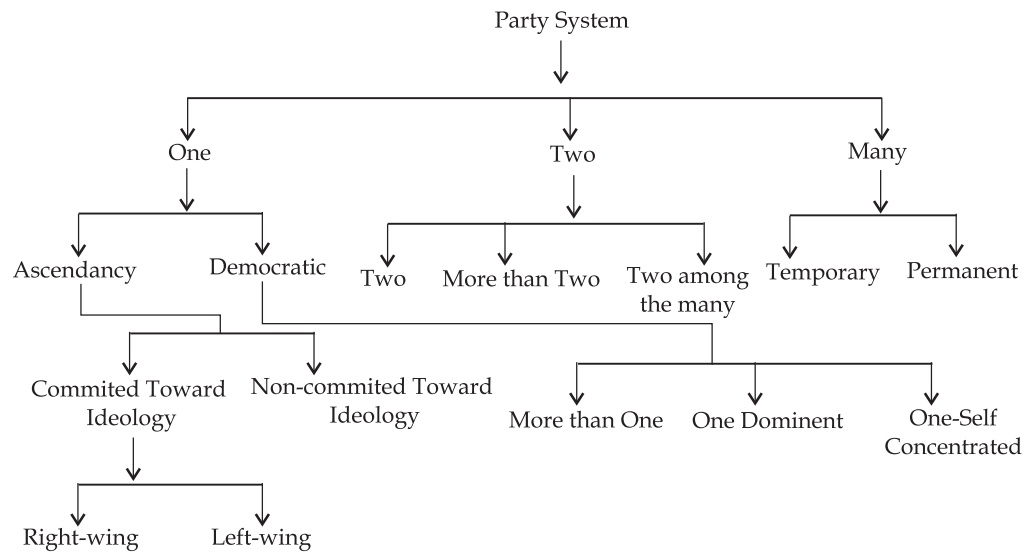 Party System
One
Two
Many
Ascendancy
Democratic
Two
More than Two
Two among
the many
Temporary
Permanent
Commited Toward
Ideology
Non-commited Toward
Ideology
More than One
One Dominent
One-Self
Concentrated
Right-wing
Left-wing